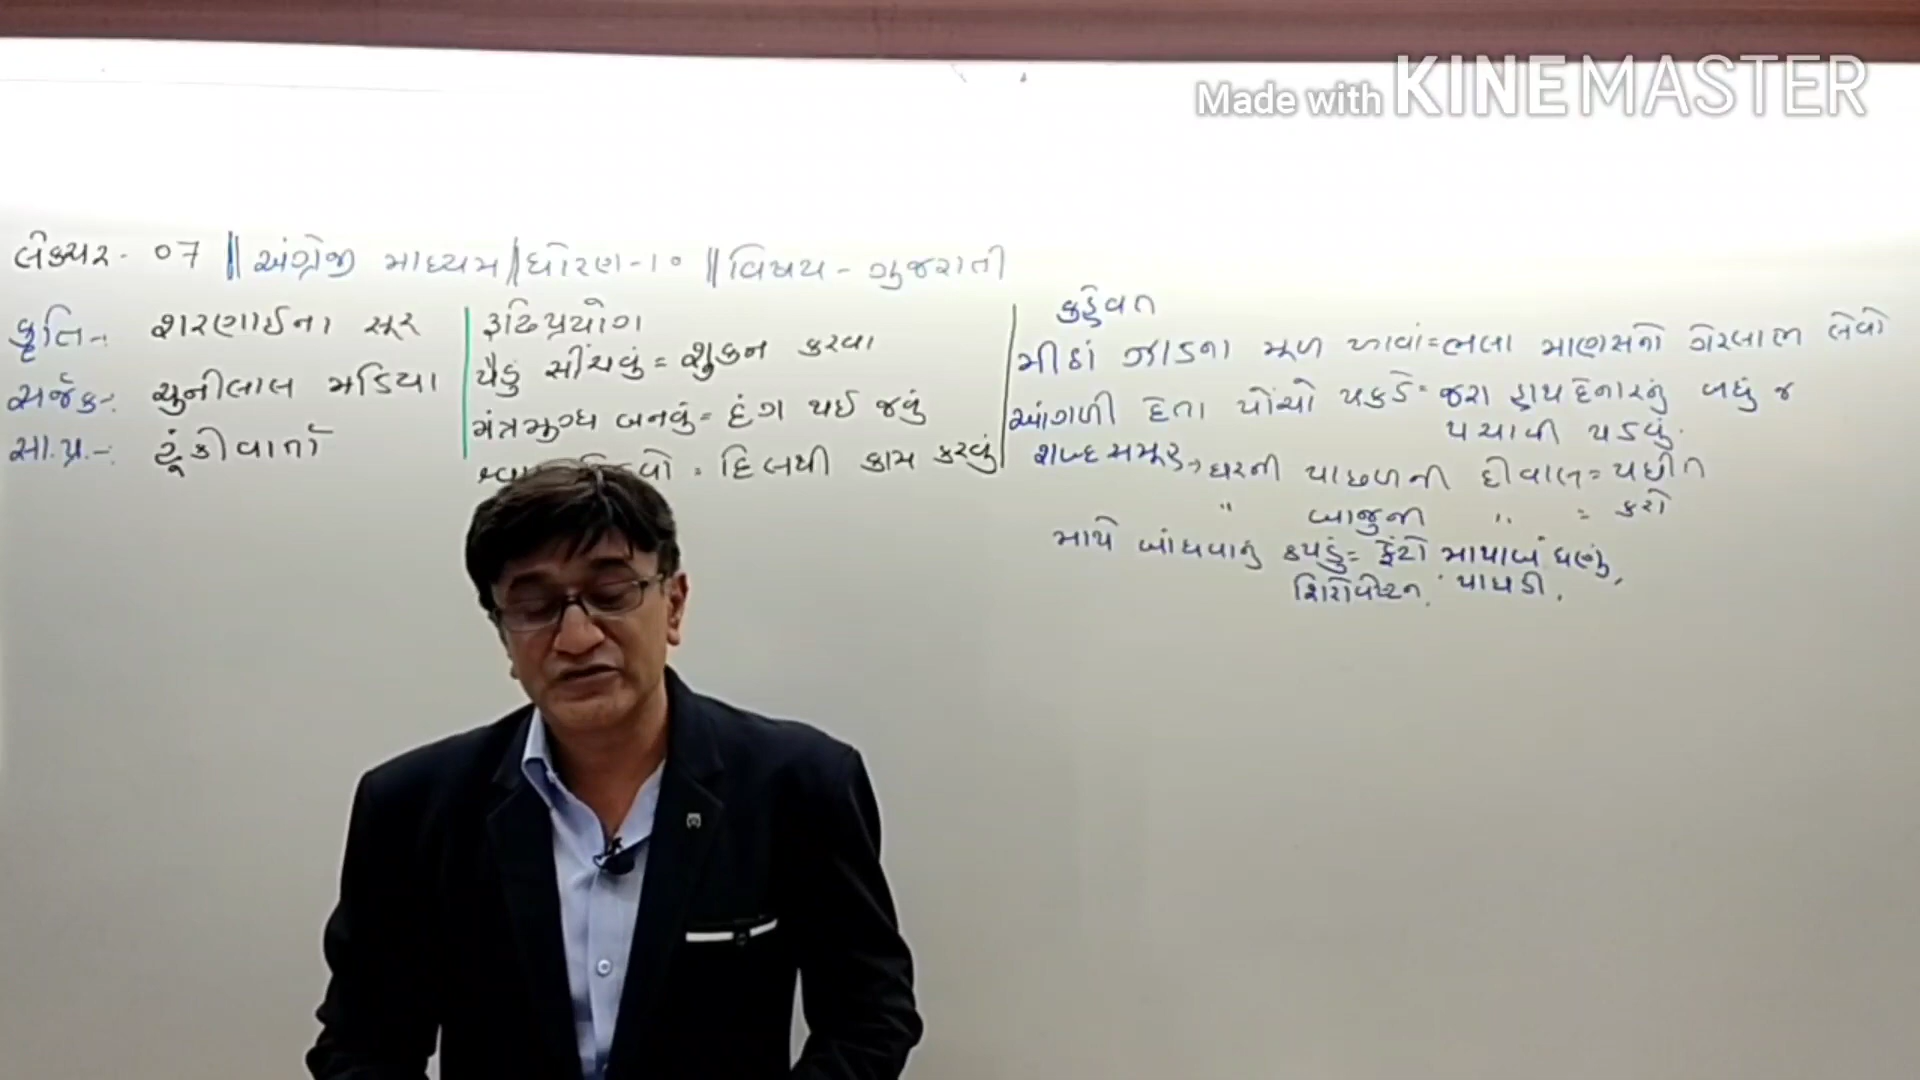 Made with KINEMASTER
લેક્ચર - 07 || અંગ્રેજી માધ્યમ || ધોરણ-૧૦ || વિષય - ગુજરાતી
કૃતિ -: શરણાઈના સૂર
સર્જક -: ચુનીલાલ મડિયા
સા.પ્ર. -: ટૂંકીવાર્તા
રૂઢિપ્રયોગ
પૈડું સીંચવું = શુકન કરવા
મંત્રમુગ્ધ બનવું = દંગ થઈ જવું
= દિલથી કામ કરવું
કહેવત
મીઠાં ઝાડના મૂળ ખાવાં = ભલા માણસનો ગેરલાભ લેવો
આંગળી દેતા પોંચો પકડે = જરા હાથ દેનારનું બધું જ
પચાવી પડવું.
શબ્દસમૂહ → ઘરની પાછળની દીવાલ = પછીત
" બાજુની " = કરો
માથે બાંધવાનું કપડું = ફેંટો માથાબંધણું,
શિરોવેષ્ટન, પાઘડી.